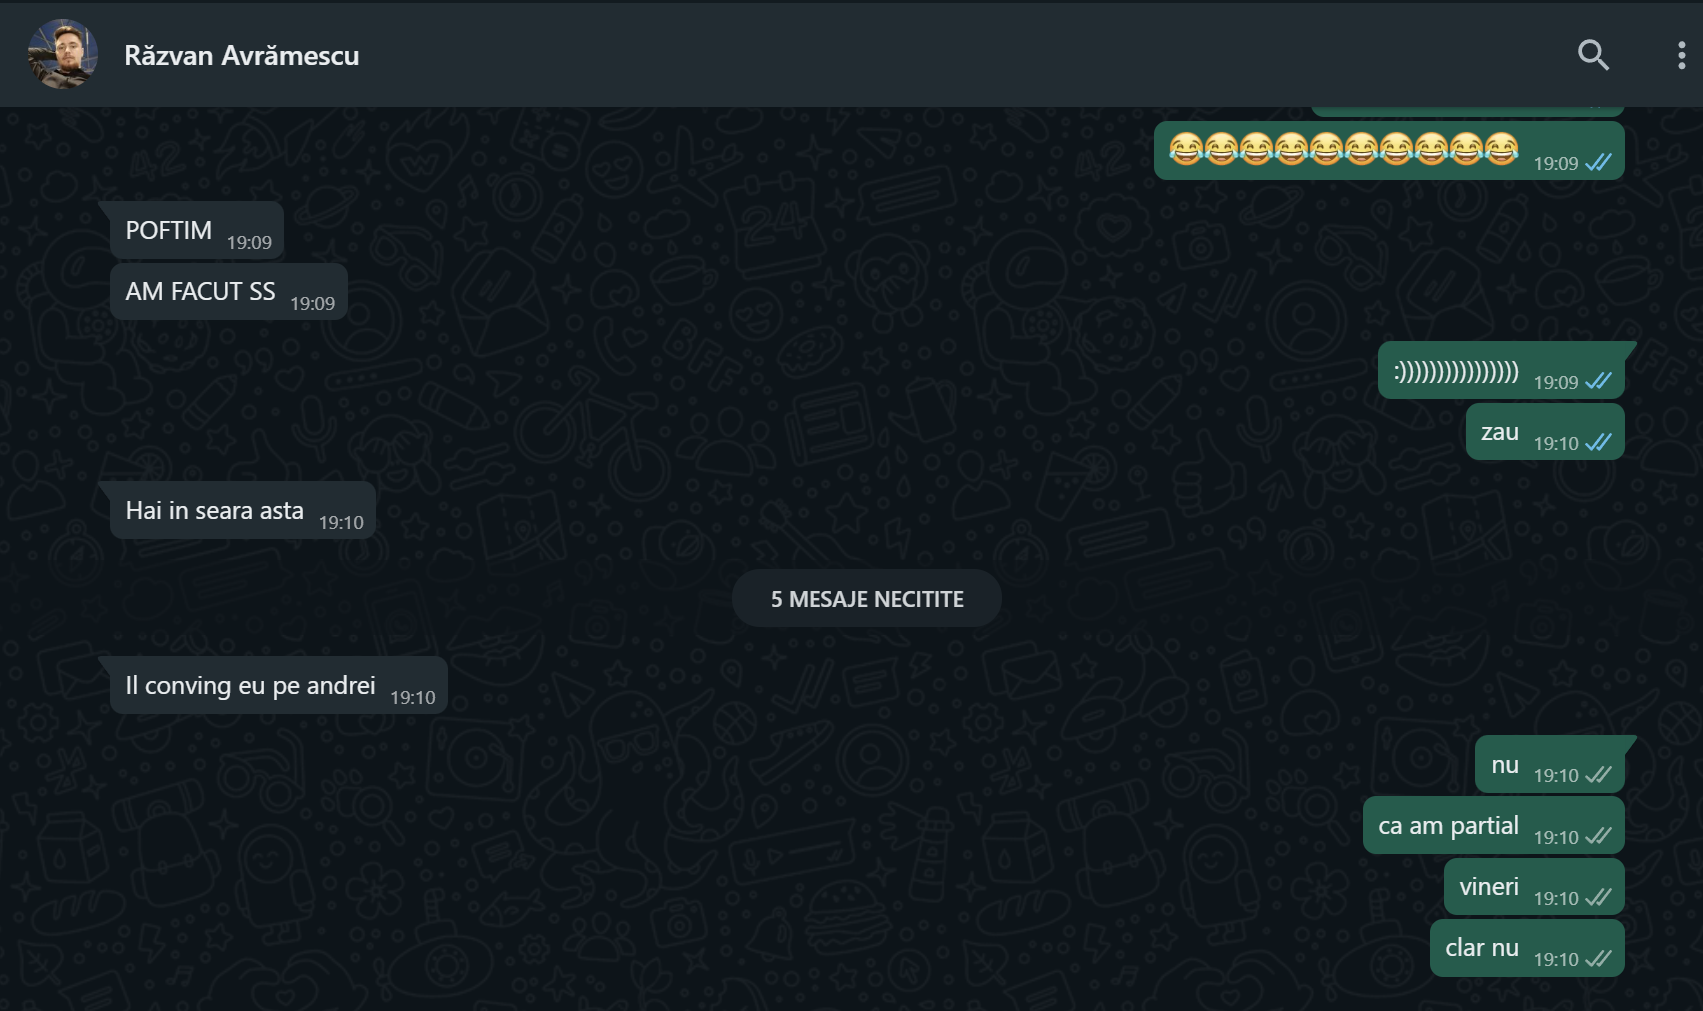 Răzvan Avrămescu
😂😂😂😂😂😂😂😂😂😂 19:09
POFTIM 19:09
AM FACUT SS 19:09
:)))))))))))))))) 19:09
zau 19:10
Hai in seara asta 19:10
5 MESAJE NECITITE
Il conving eu pe andrei 19:10
nu 19:10
ca am partial 19:10
vineri 19:10
clar nu 19:10